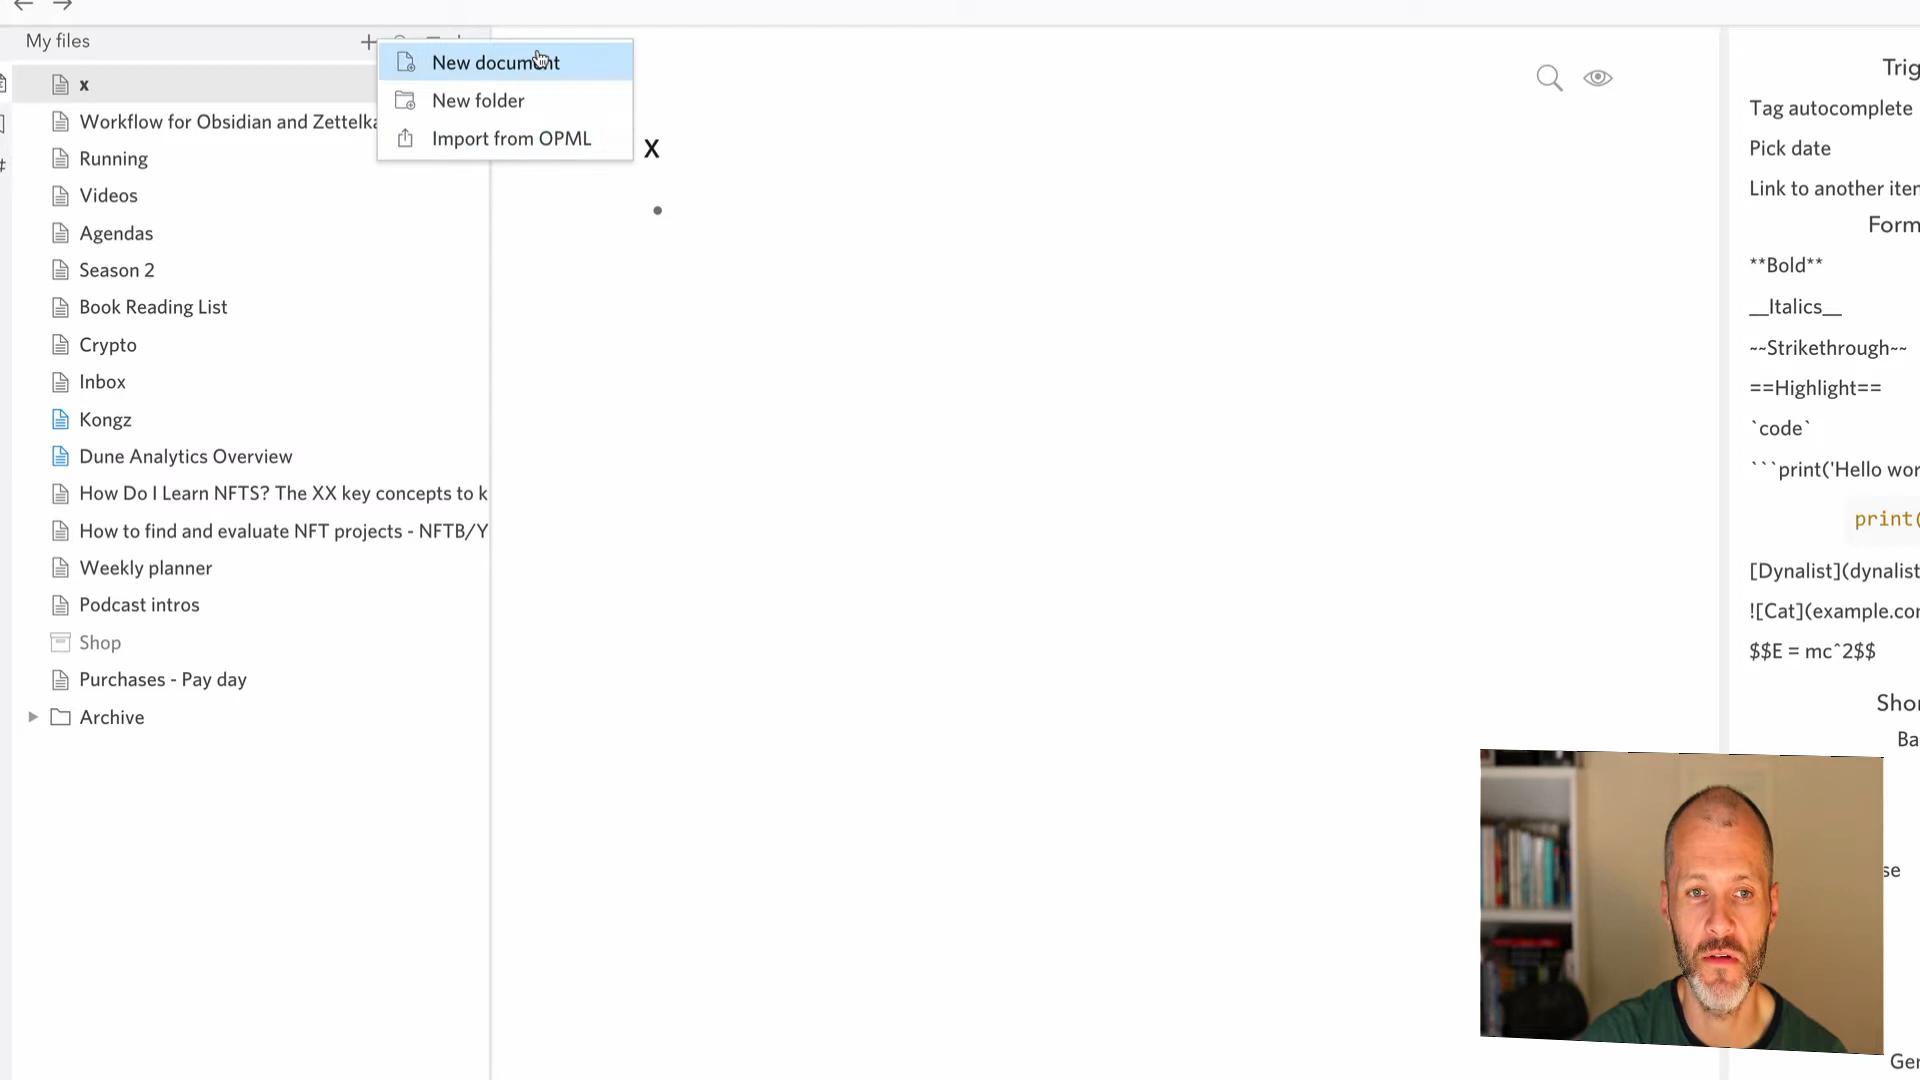 My files
New document
New folder
Import from OPML
x
Workflow for Obsidian and Zettelka
Running
Videos
Agendas
Season 2
Book Reading List
Crypto
Inbox
Kongz
Dune Analytics Overview
How Do I Learn NFTS? The XX key concepts to k
How to find and evaluate NFT projects - NFTB/Y
Weekly planner
Podcast intros
Shop
Purchases - Pay day
Archive
x
Trig
Tag autocomplete
Pick date
Link to another iter
Form
**Bold**
__Italics__
~~Strikethrough~~
==Highlight==
`code`
```print('Hello wor
print(
[Dynalist](dynalist
![Cat](example.cor
$$E = mc^2$$
Shor
Ba
se
Ger